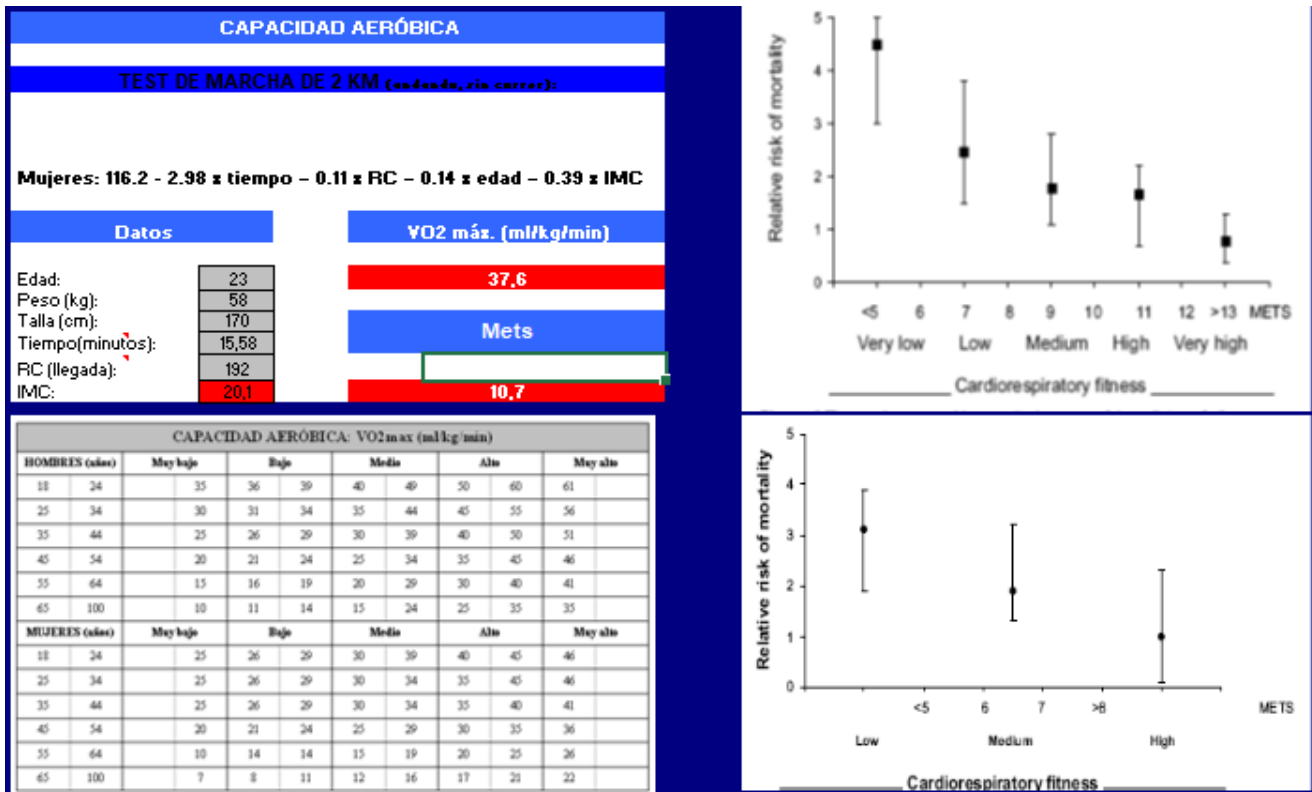 CAPACIDAD AERÓBICA
TEST DE MARCHA DE 2 KM (andando, sin correr):
Mujeres: 116.2 - 2.98 x tiempo – 0.11 x RC – 0.14 x edad – 0.39 x IMC
Datos
VO2 máx. (ml/kg/min)
Edad: 23
37,6
Peso (kg): 58
Talla (cm): 170
Mets
Tiempo(minutos): 15,58
RC (llegada): 192
IMC: 20,1
10,7
Relative risk of mortality
5
4
3
2
1
0
<5 6 7 8 9 10 11 12 >13 METS
Very low Low Medium High Very high
Cardiorespiratory fitness
CAPACIDAD AERÓBICA: VO2max (ml/kg/min)
HOMBRES (años) Muy bajo Bajo Medio Alto Muy alto
18 24 35 36 39 40 49 50 60 61
25 34 30 31 34 35 44 45 55 56
35 44 25 26 29 30 39 40 50 51
45 54 20 21 24 25 34 35 45 46
55 64 15 16 19 20 29 30 40 41
65 100 10 11 14 15 24 25 35 35
MUJERES (años) Muy bajo Bajo Medio Alto Muy alto
18 24 25 26 29 30 39 40 45 46
25 34 25 26 29 30 34 35 45 46
35 44 25 26 29 30 34 35 40 41
45 54 20 21 24 25 29 30 35 36
55 64 10 14 14 15 19 20 25 26
65 100 7 8 11 12 16 17 21 22
Relative risk of mortality
5
4
3
2
1
0
<5 6 7 >8 METS
Low Medium High
Cardiorespiratory fitness